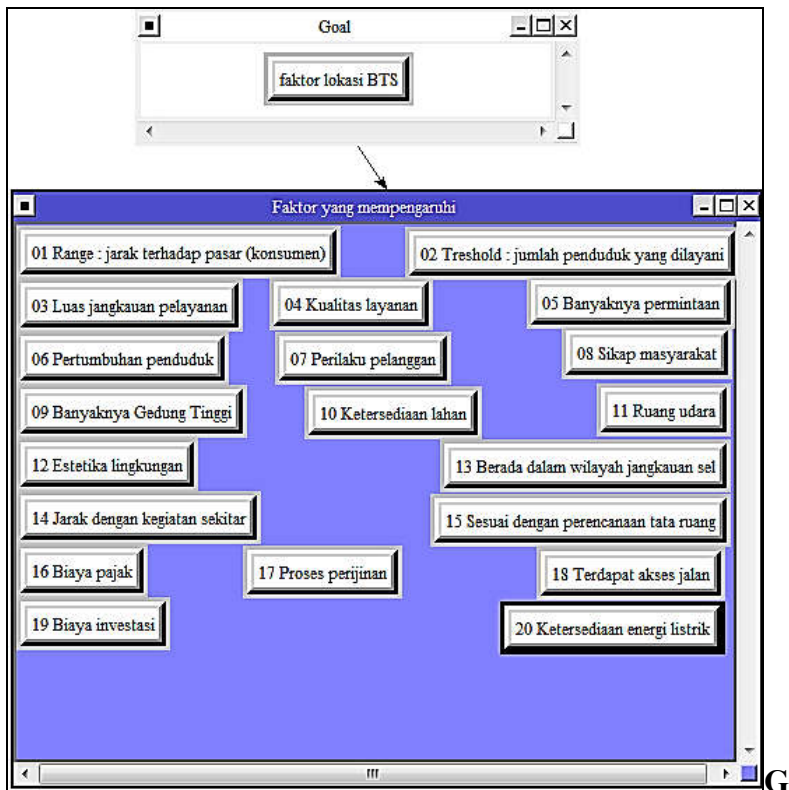 Goal
faktor lokasi BTS
Faktor yang mempengaruhi
01 Range : jarak terhadap pasar (konsumen)
02 Treshold : jumlah penduduk yang dilayani
03 Luas jangkauan pelayanan
04 Kualitas layanan
05 Banyaknya permintaan
06 Pertumbuhan penduduk
07 Perilaku pelanggan
08 Sikap masyarakat
09 Banyaknya Gedung Tinggi
10 Ketersediaan lahan
11 Ruang udara
12 Estetika lingkungan
13 Berada dalam wilayah jangkauan sel
14 Jarak dengan kegiatan sekitar
15 Sesuai dengan perencanaan tata ruang
16 Biaya pajak
17 Proses perijinan
18 Terdapat akses jalan
19 Biaya investasi
20 Ketersediaan energi listrik
G